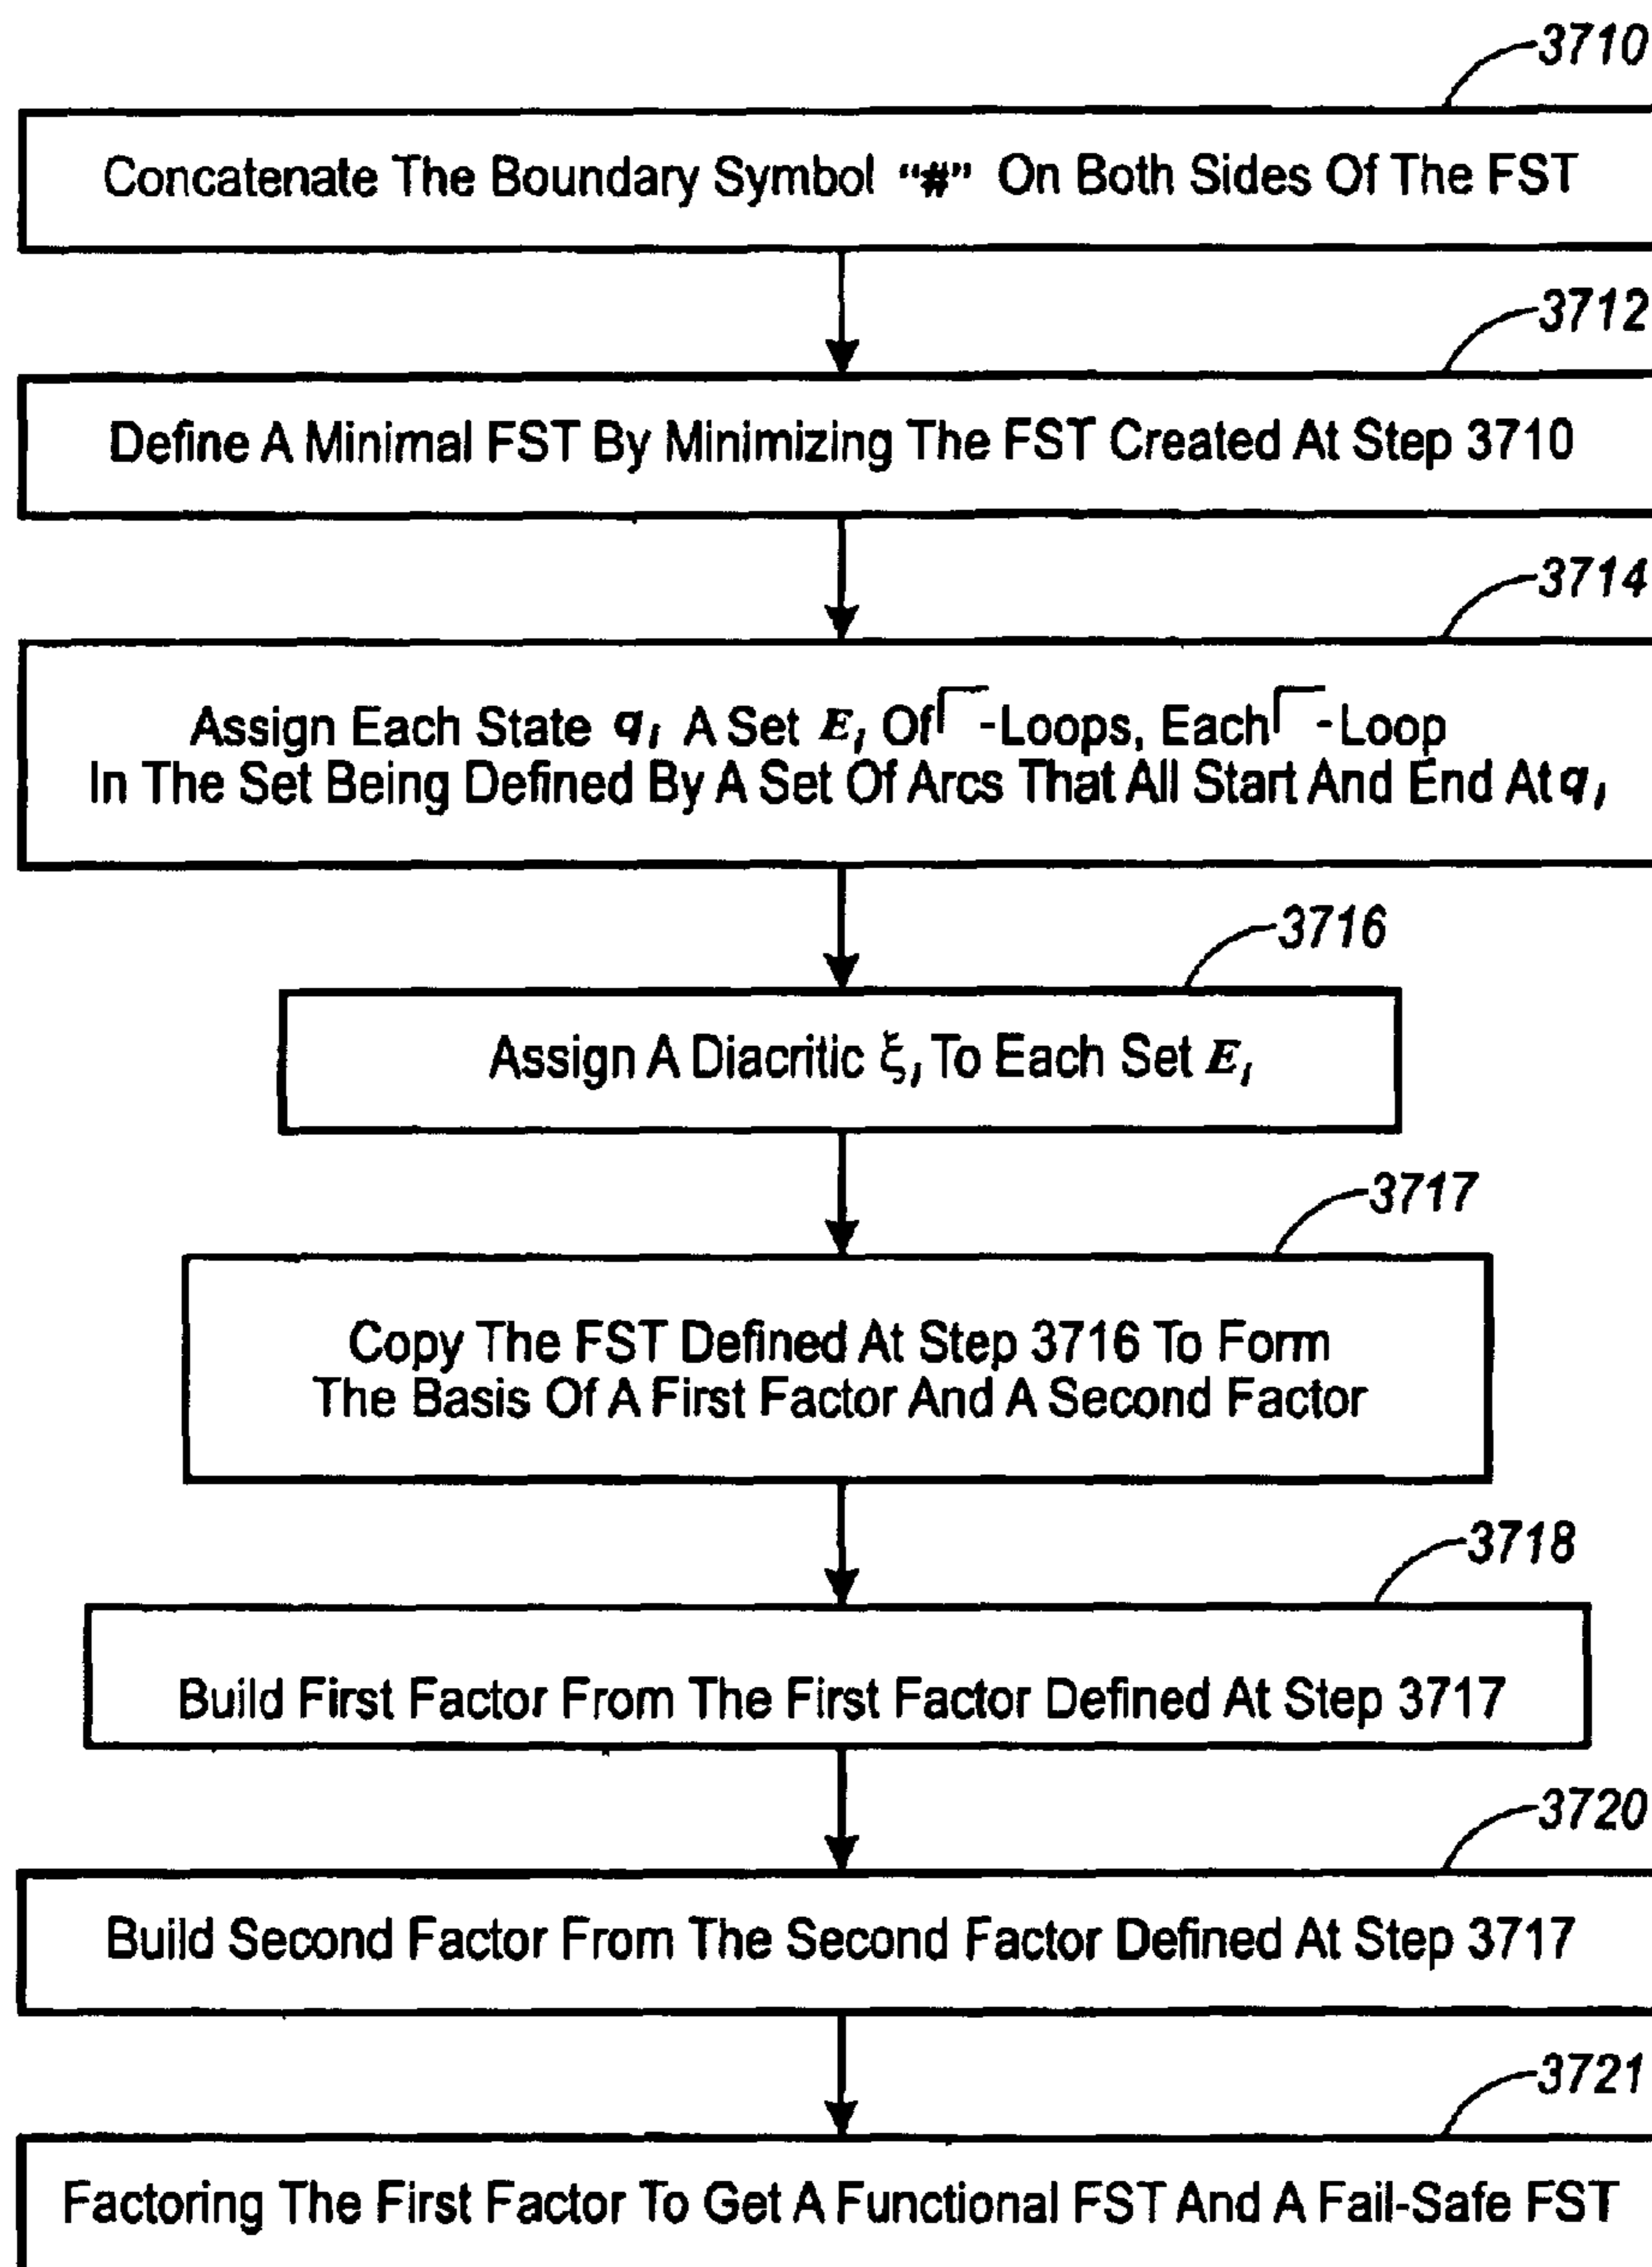 3710
Concatenate The Boundary Symbol "#" On Both Sides Of The FST
3712
Define A Minimal FST By Minimizing The FST Created At Step 3710
3714
Assign Each State qᵢ A Set Eᵢ Of Γ-Loops, Each Γ-Loop
In The Set Being Defined By A Set Of Arcs That All Start And End At qᵢ
3716
Assign A Diacritic ξᵢ To Each Set Eᵢ
3717
Copy The FST Defined At Step 3716 To Form
The Basis Of A First Factor And A Second Factor
3718
Build First Factor From The First Factor Defined At Step 3717
3720
Build Second Factor From The Second Factor Defined At Step 3717
3721
Factoring The First Factor To Get A Functional FST And A Fail-Safe FST